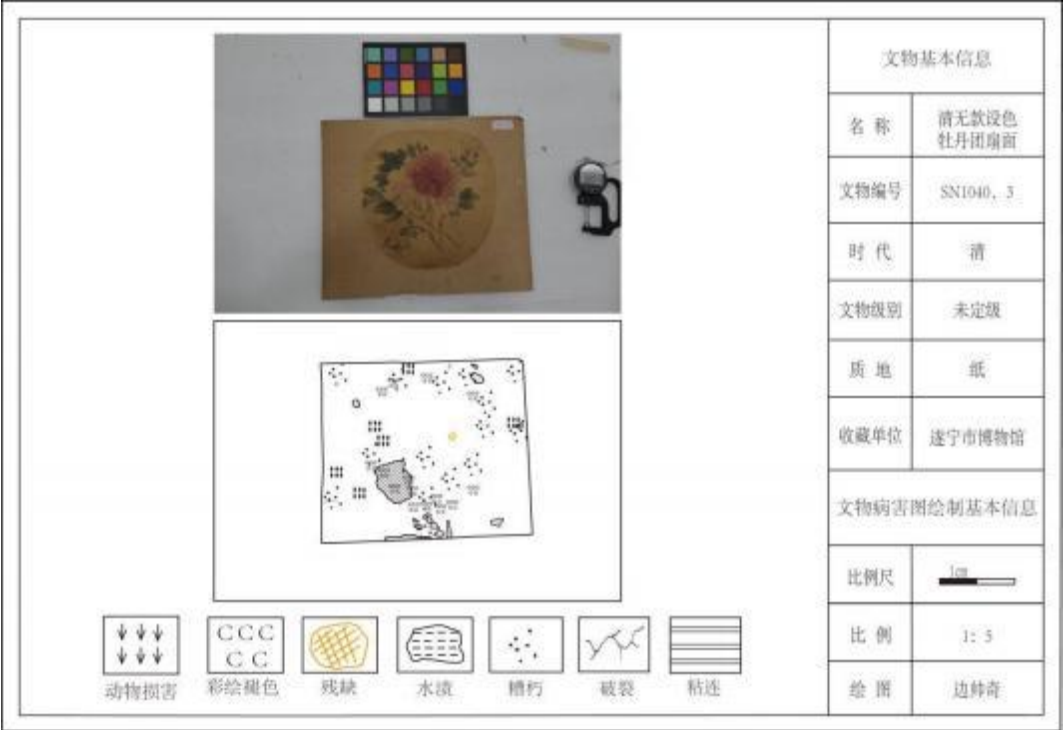 文物基本信息
名 称
清无款设色
牡丹团扇面
文物编号
SN1040, 3
时 代
清
文物级别
未定级
质 地
纸
收藏单位
遂宁市博物馆
文物病害图绘制基本信息
比例尺
1cm
比 例
1: 5
绘 图
边帅奇
CCC
CC
动物损害
彩绘褪色
残缺
水渍
糟朽
破裂
粘连